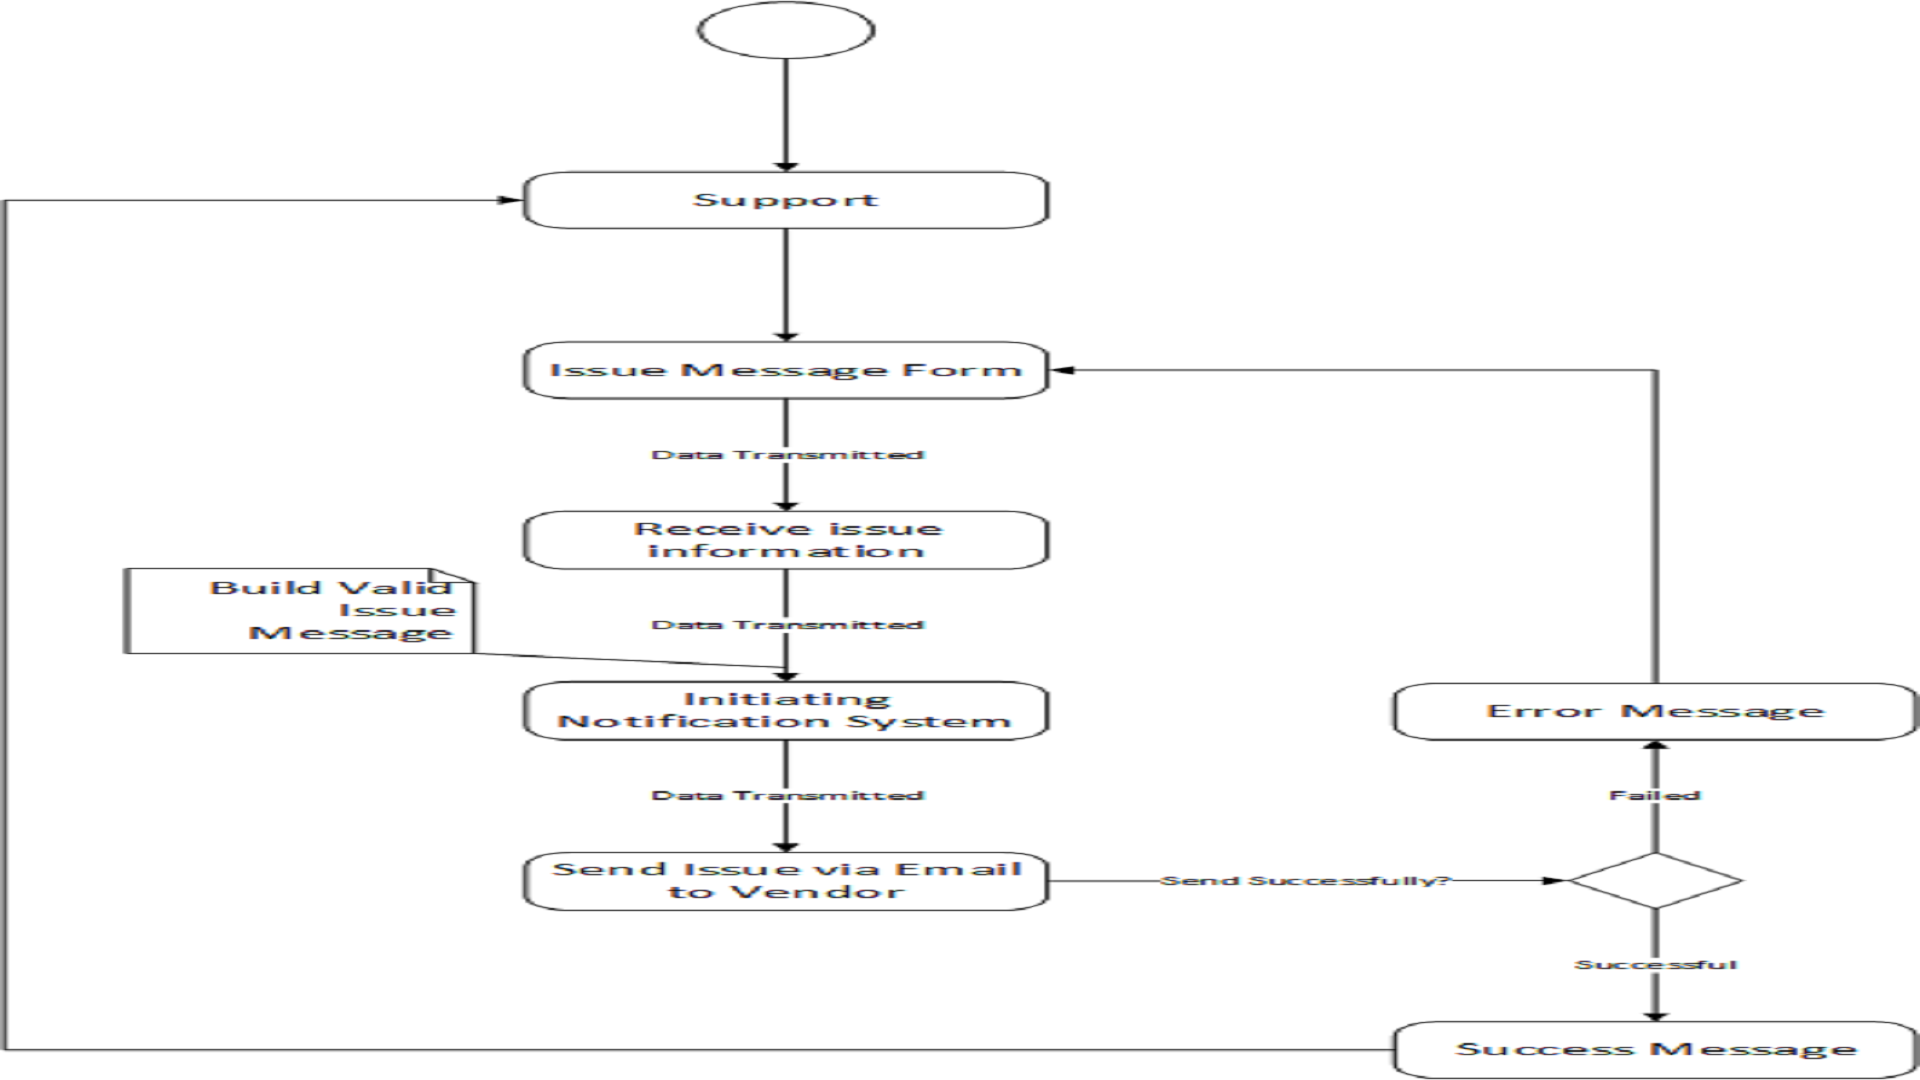 Support
Issue Message Form
Data Transmitted
Receive issue
information
Build Valid
Issue
Message
Data Transmitted
Initiating
Notification System
Error Message
Data Transmitted
Failed
Send Issue via Email
to Vendor
Send Successfully?
Successful
Success Message